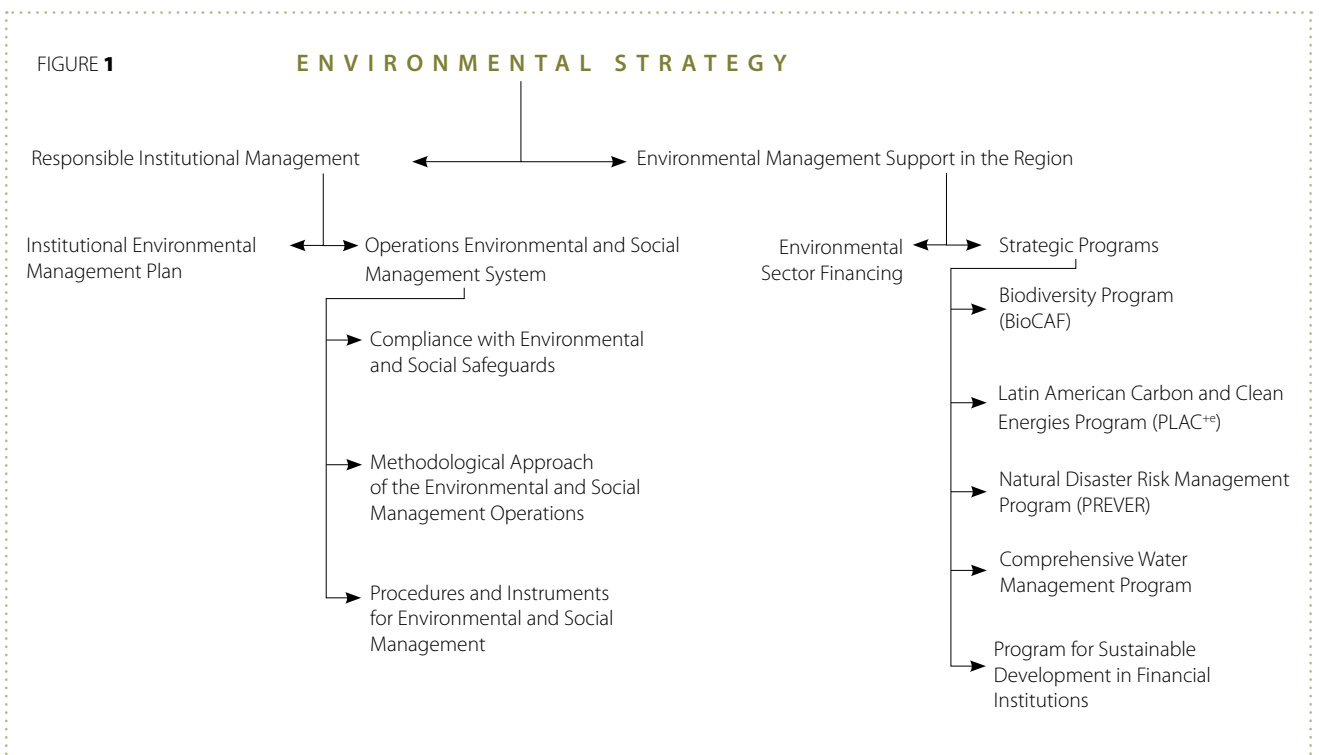 FIGURE 1
ENVIRONMENTAL STRATEGY
Responsible Institutional Management
Environmental Management Support in the Region
Institutional Environmental
Management Plan
Operations Environmental and Social
Management System
Compliance with Environmental
and Social Safeguards
Methodological Approach
of the Environmental and Social
Management Operations
Procedures and Instruments
for Environmental and Social
Management
Environmental
Sector Financing
Strategic Programs
Biodiversity Program
(BioCAF)
Latin American Carbon and Clean
Energies Program (PLAC⁺ᵉ)
Natural Disaster Risk Management
Program (PREVER)
Comprehensive Water
Management Program
Program for Sustainable
Development in Financial
Institutions